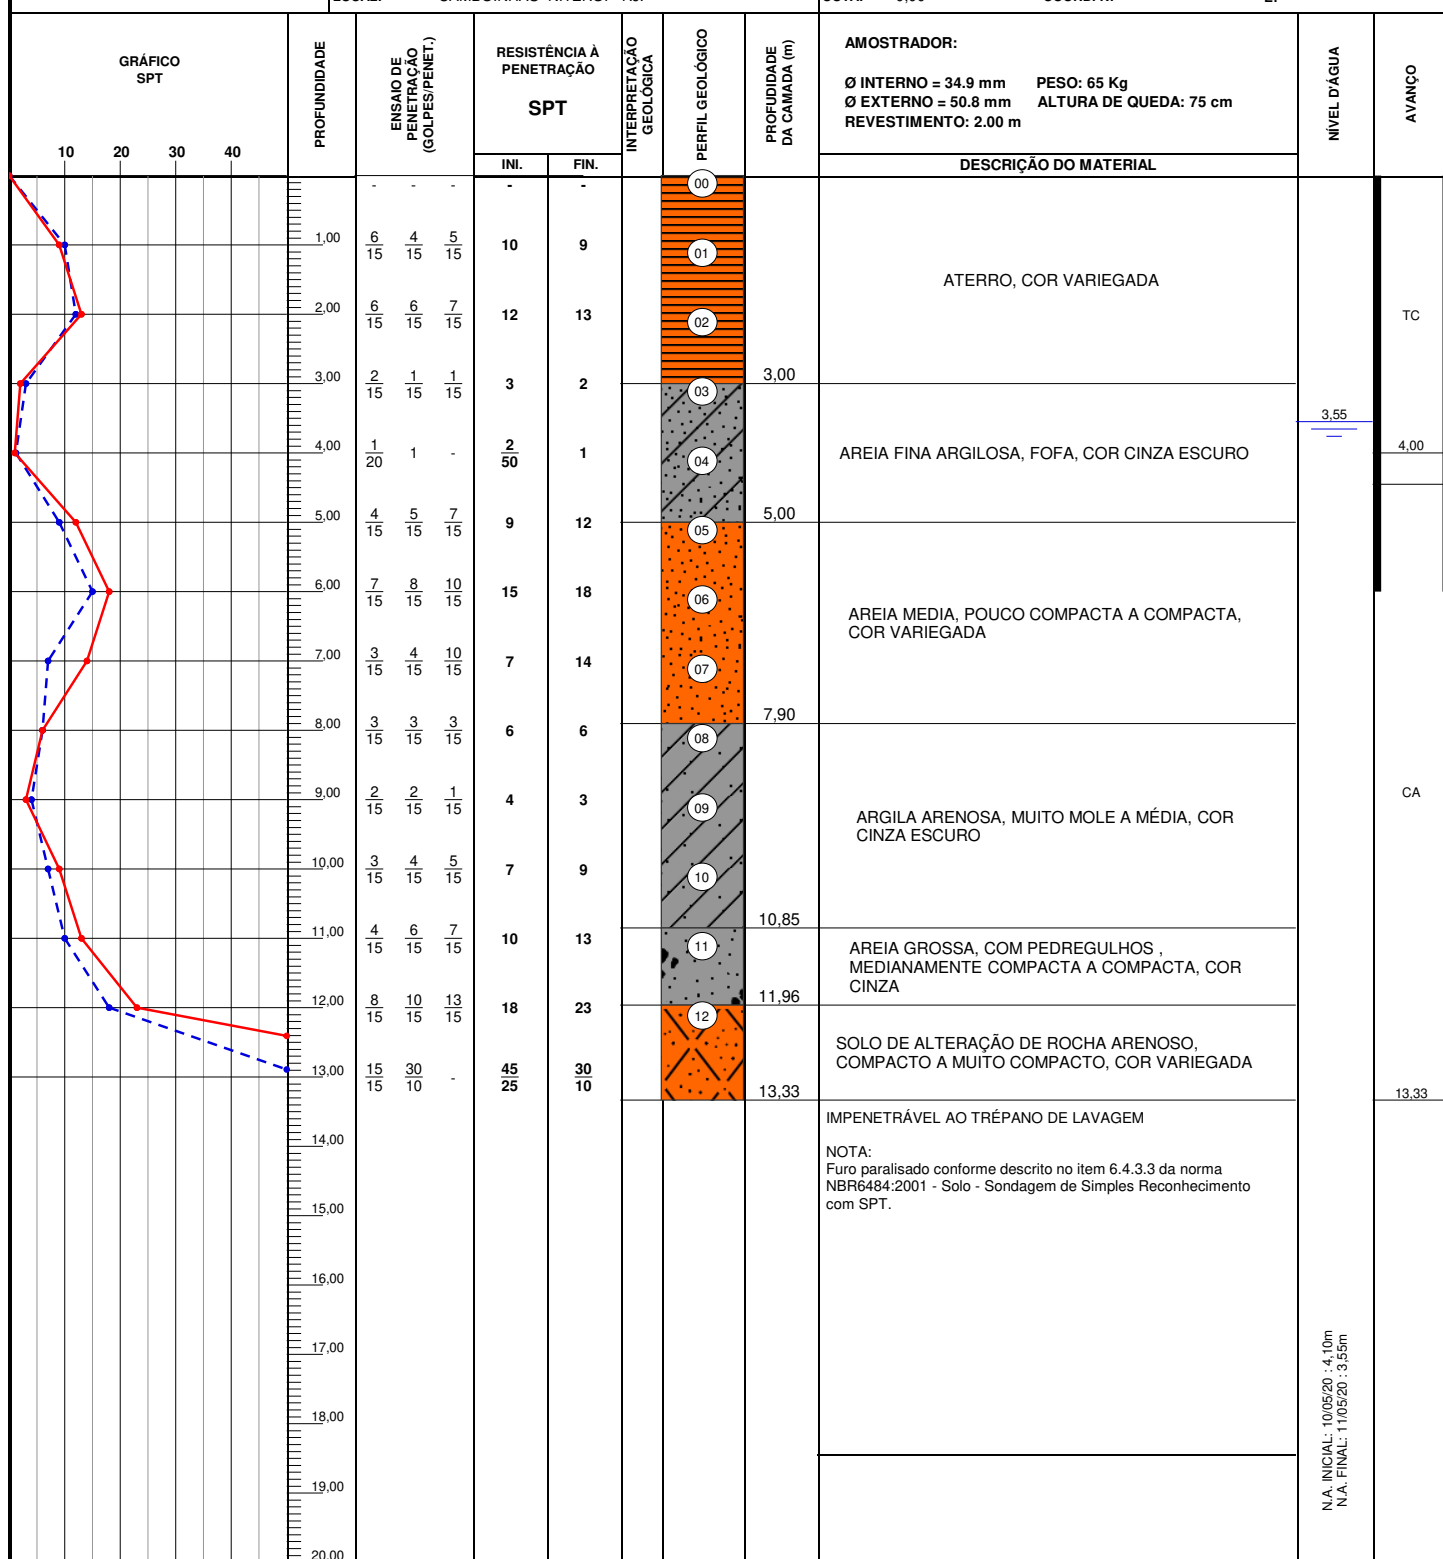 GRÁFICO
SPT
10 20 30 40
PROFUNDIDADE
ENSAIO DE
PENETRAÇÃO
(GOLPES/PENET.)
RESISTÊNCIA À
PENETRAÇÃO
SPT
INI. FIN.
INTERPRETAÇÃO
GEOLÓGICA
PERFIL GEOLÓGICO
PROFUDIDADE
DA CAMADA (m)
AMOSTRADOR:
Ø INTERNO = 34.9 mm PESO: 65 Kg
Ø EXTERNO = 50.8 mm ALTURA DE QUEDA: 75 cm
REVESTIMENTO: 2.00 m
DESCRIÇÃO DO MATERIAL
NÍVEL D'ÁGUA
AVANÇO
- - - - - 00
1,00 6/15 4/15 5/15 10 9 01
ATERRO, COR VARIEGADA
2,00 6/15 6/15 7/15 12 13 02
TC
3,00 2/15 1/15 1/15 3 2 03 3,00
3,55
4,00 1/20 1 - 2/50 1 04
AREIA FINA ARGILOSA, FOFA, COR CINZA ESCURO
4,00
5,00 4/15 5/15 7/15 9 12 05 5,00
6,00 7/15 8/15 10/15 15 18 06
AREIA MEDIA, POUCO COMPACTA A COMPACTA,
COR VARIEGADA
7,00 3/15 4/15 10/15 7 14 07
7,90
8,00 3/15 3/15 3/15 6 6 08
9,00 2/15 2/15 1/15 4 3 09
CA
ARGILA ARENOSA, MUITO MOLE A MÉDIA, COR
CINZA ESCURO
10,00 3/15 4/15 5/15 7 9 10
10,85
11,00 4/15 6/15 7/15 10 13 11
AREIA GROSSA, COM PEDREGULHOS ,
MEDIANAMENTE COMPACTA A COMPACTA, COR
CINZA
11,96
12,00 8/15 10/15 13/15 18 23 12
SOLO DE ALTERAÇÃO DE ROCHA ARENOSO,
COMPACTO A MUITO COMPACTO, COR VARIEGADA
13,00 15/15 30/10 - 45/25 30/10
13,33
13,33
IMPENETRÁVEL AO TRÉPANO DE LAVAGEM
14,00
NOTA:
Furo paralisado conforme descrito no item 6.4.3.3 da norma
NBR6484:2001 - Solo - Sondagem de Simples Reconhecimento
com SPT.
15,00
16,00
17,00
18,00
19,00
20,00
N.A. INICIAL: 10/05/20 : 4,10m
N.A. FINAL: 11/05/20 : 3,55m